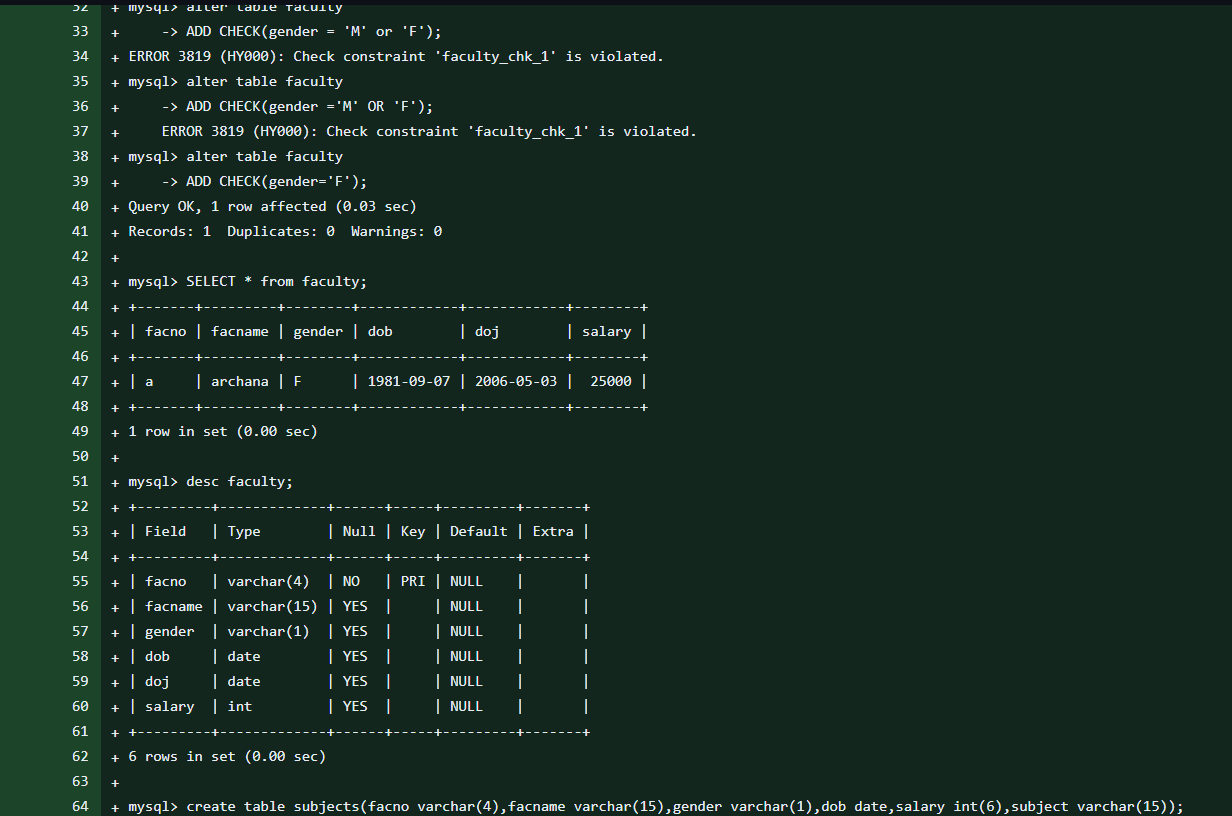 32 + mysql> alter table faculty
33 +     -> ADD CHECK(gender = 'M' or 'F');
34 + ERROR 3819 (HY000): Check constraint 'faculty_chk_1' is violated.
35 + mysql> alter table faculty
36 +     -> ADD CHECK(gender ='M' OR 'F');
37 +     ERROR 3819 (HY000): Check constraint 'faculty_chk_1' is violated.
38 + mysql> alter table faculty
39 +     -> ADD CHECK(gender='F');
40 + Query OK, 1 row affected (0.03 sec)
41 + Records: 1  Duplicates: 0  Warnings: 0
42 +
43 + mysql> SELECT * from faculty;
44 + +-------+---------+--------+------------+------------+--------+
45 + | facno | facname | gender | dob        | doj        | salary |
46 + +-------+---------+--------+------------+------------+--------+
47 + | a     | archana | F      | 1981-09-07 | 2006-05-03 |  25000 |
48 + +-------+---------+--------+------------+------------+--------+
49 + 1 row in set (0.00 sec)
50 +
51 + mysql> desc faculty;
52 + +---------+-------------+------+-----+---------+-------+
53 + | Field   | Type        | Null | Key | Default | Extra |
54 + +---------+-------------+------+-----+---------+-------+
55 + | facno   | varchar(4)  | NO   | PRI | NULL    |       |
56 + | facname | varchar(15) | YES  |     | NULL    |       |
57 + | gender  | varchar(1)  | YES  |     | NULL    |       |
58 + | dob     | date        | YES  |     | NULL    |       |
59 + | doj     | date        | YES  |     | NULL    |       |
60 + | salary  | int         | YES  |     | NULL    |       |
61 + +---------+-------------+------+-----+---------+-------+
62 + 6 rows in set (0.00 sec)
63 +
64 + mysql> create table subjects(facno varchar(4),facname varchar(15),gender varchar(1),dob date,salary int(6),subject varchar(15));